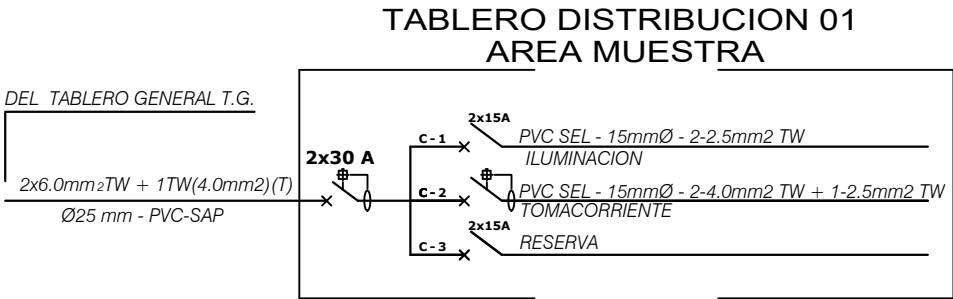 TABLERO DISTRIBUCION 01
AREA MUESTRA
DEL TABLERO GENERAL T.G.
2x6.0mm2TW + 1TW(4.0mm2)(T)
Ø25 mm - PVC-SAP
2x30 A
C-1
2x15A
PVC SEL - 15mmØ - 2-2.5mm2 TW
ILUMINACION
C-2
PVC SEL - 15mmØ - 2-4.0mm2 TW + 1-2.5mm2 TW
TOMACORRIENTE
C-3
2x15A
RESERVA